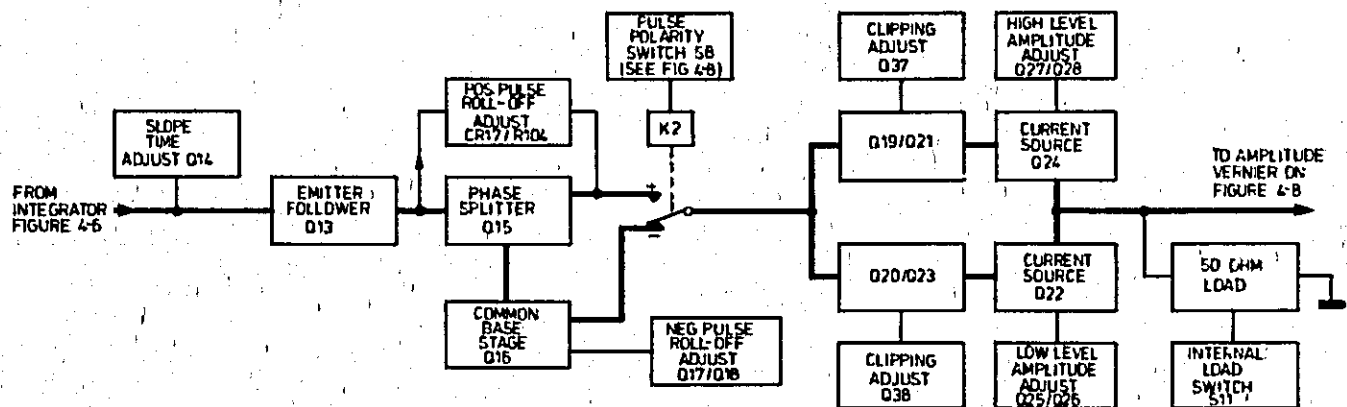 PULSE
POLARITY
SWITCH S8
(SEE FIG 4-8)
CLIPPING
ADJUST
Q37
HIGH LEVEL
AMPLITUDE
ADJUST
Q27/Q28
POS PULSE
ROLL-OFF
ADJUST
CR17/R104
K2
SLOPE
TIME
ADJUST Q14
Q19/Q21
CURRENT
SOURCE
Q24
TO AMPLITUDE
VERNIER ON
FIGURE 4-8
FROM
INTEGRATOR
FIGURE 4-6
EMITTER
FOLLOWER
Q13
PHASE
SPLITTER
Q15
+
-
Q20/Q23
CURRENT
SOURCE
Q22
50 OHM
LOAD
COMMON
BASE
STAGE
Q16
NEG PULSE
ROLL-OFF
ADJUST
Q17/Q18
CLIPPING
ADJUST
Q38
LOW LEVEL
AMPLITUDE
ADJUST
Q25/Q26
INTERNAL
LOAD
SWITCH
S11